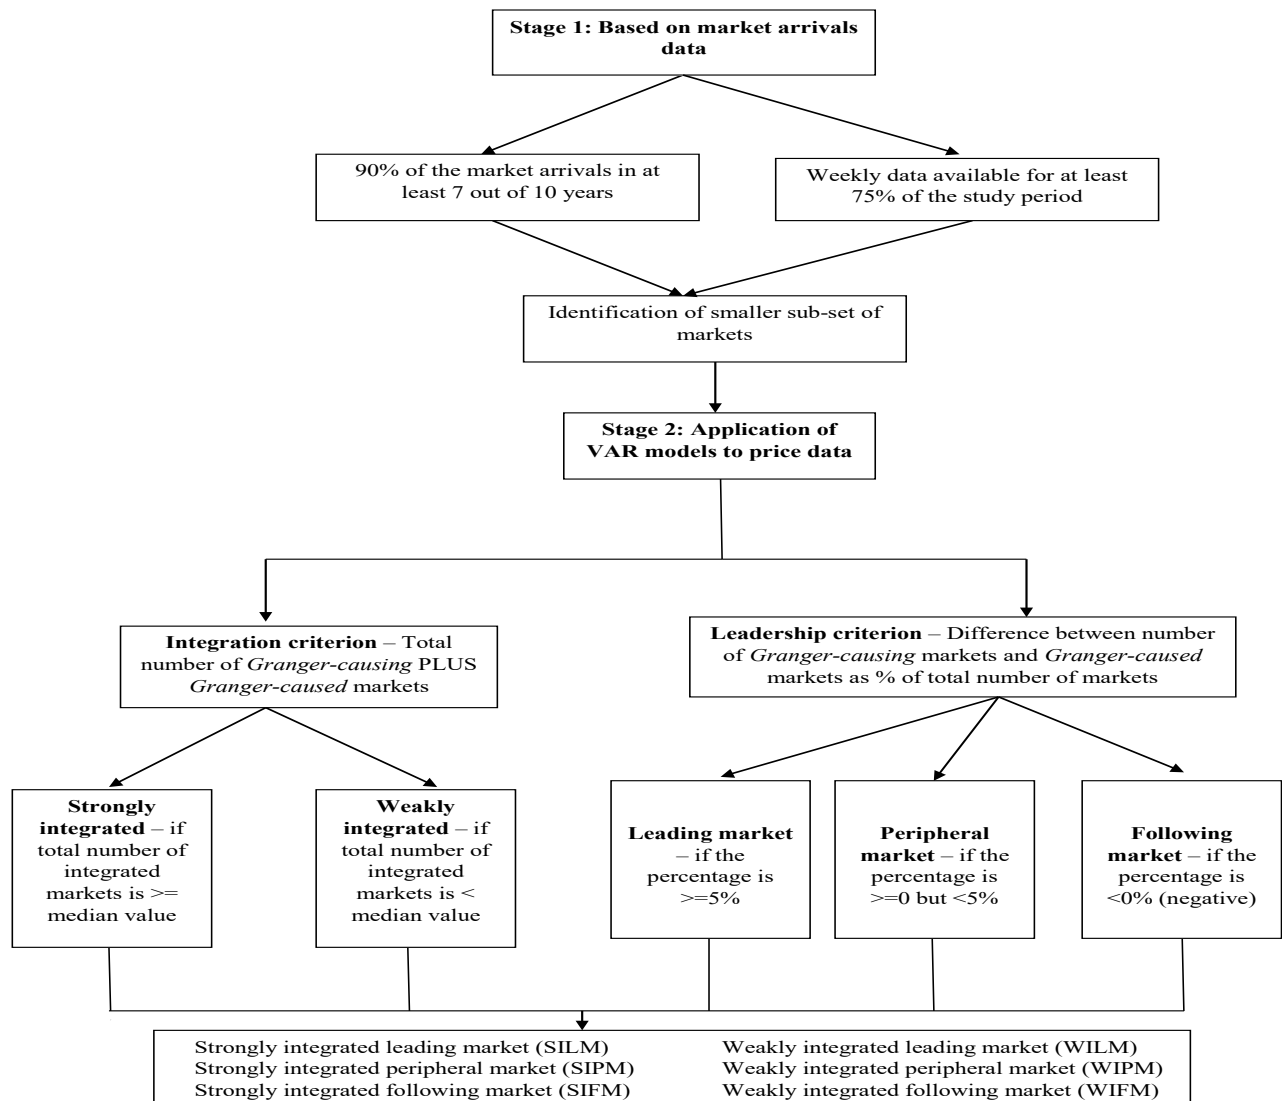 Stage 1: Based on market arrivals
data
90% of the market arrivals in at
least 7 out of 10 years
Weekly data available for at least
75% of the study period
Identification of smaller sub-set of
markets
Stage 2: Application of
VAR models to price data
Integration criterion – Total
number of Granger-causing PLUS
Granger-caused markets
Leadership criterion – Difference between number
of Granger-causing markets and Granger-caused
markets as % of total number of markets
Strongly
integrated – if
total number of
integrated
markets is >=
median value
Weakly
integrated – if
total number of
integrated
markets is <
median value
Leading market
– if the
percentage is
>=5%
Peripheral
market – if the
percentage is
>=0 but <5%
Following
market – if the
percentage is
<0% (negative)
Strongly integrated leading market (SILM)
Strongly integrated peripheral market (SIPM)
Strongly integrated following market (SIFM)
Weakly integrated leading market (WILM)
Weakly integrated peripheral market (WIPM)
Weakly integrated following market (WIFM)